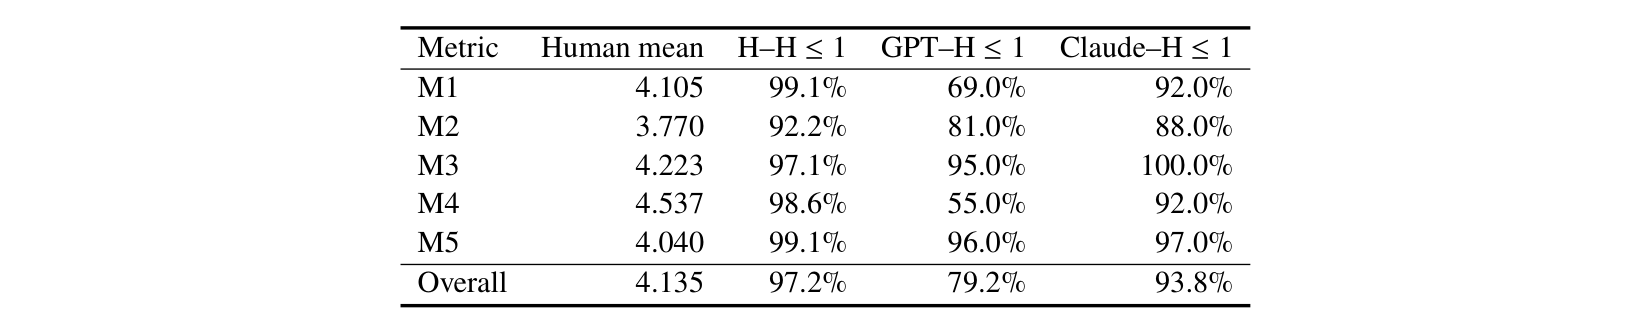 Metric Human mean H–H ≤ 1 GPT–H ≤ 1 Claude–H ≤ 1
M1 4.105 99.1% 69.0% 92.0%
M2 3.770 92.2% 81.0% 88.0%
M3 4.223 97.1% 95.0% 100.0%
M4 4.537 98.6% 55.0% 92.0%
M5 4.040 99.1% 96.0% 97.0%
Overall 4.135 97.2% 79.2% 93.8%